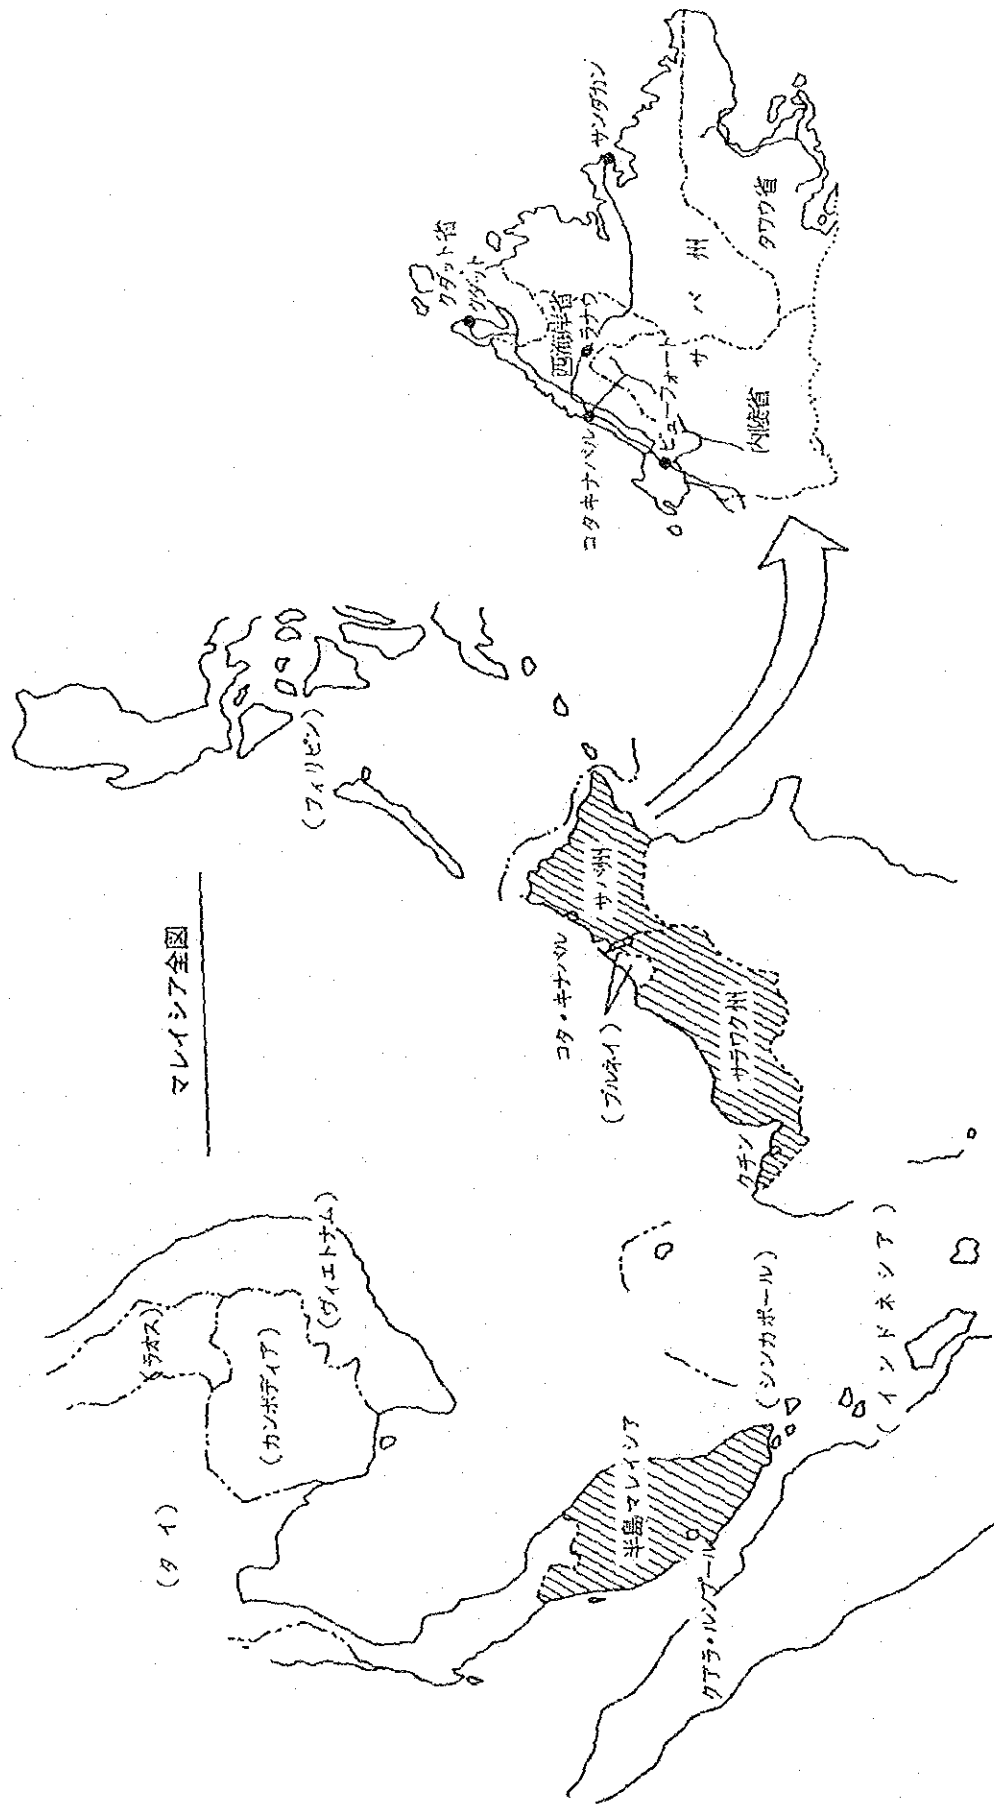 マレイシア全図
(タ イ)
(ラオス)
(カンボディア)
(ヴィエトナム)
(フィリピン)
半島マレイシア
クアラ・ルンプール
(シンガポール)
(インドネシア)
クチン
サラワク州
(ブルネイ)
コタ・キナバル
サバ州
クダット省
クダット
サンダカン
西海岸省
ラナウ
コタキナバル
ビューフォート
サ バ 州
内陸省
タワウ省